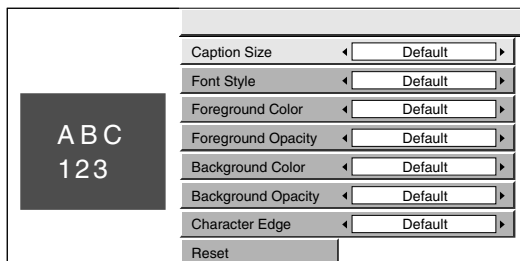 ABC
123
Caption Size Default
Font Style Default
Foreground Color Default
Foreground Opacity Default
Background Color Default
Background Opacity Default
Character Edge Default
Reset